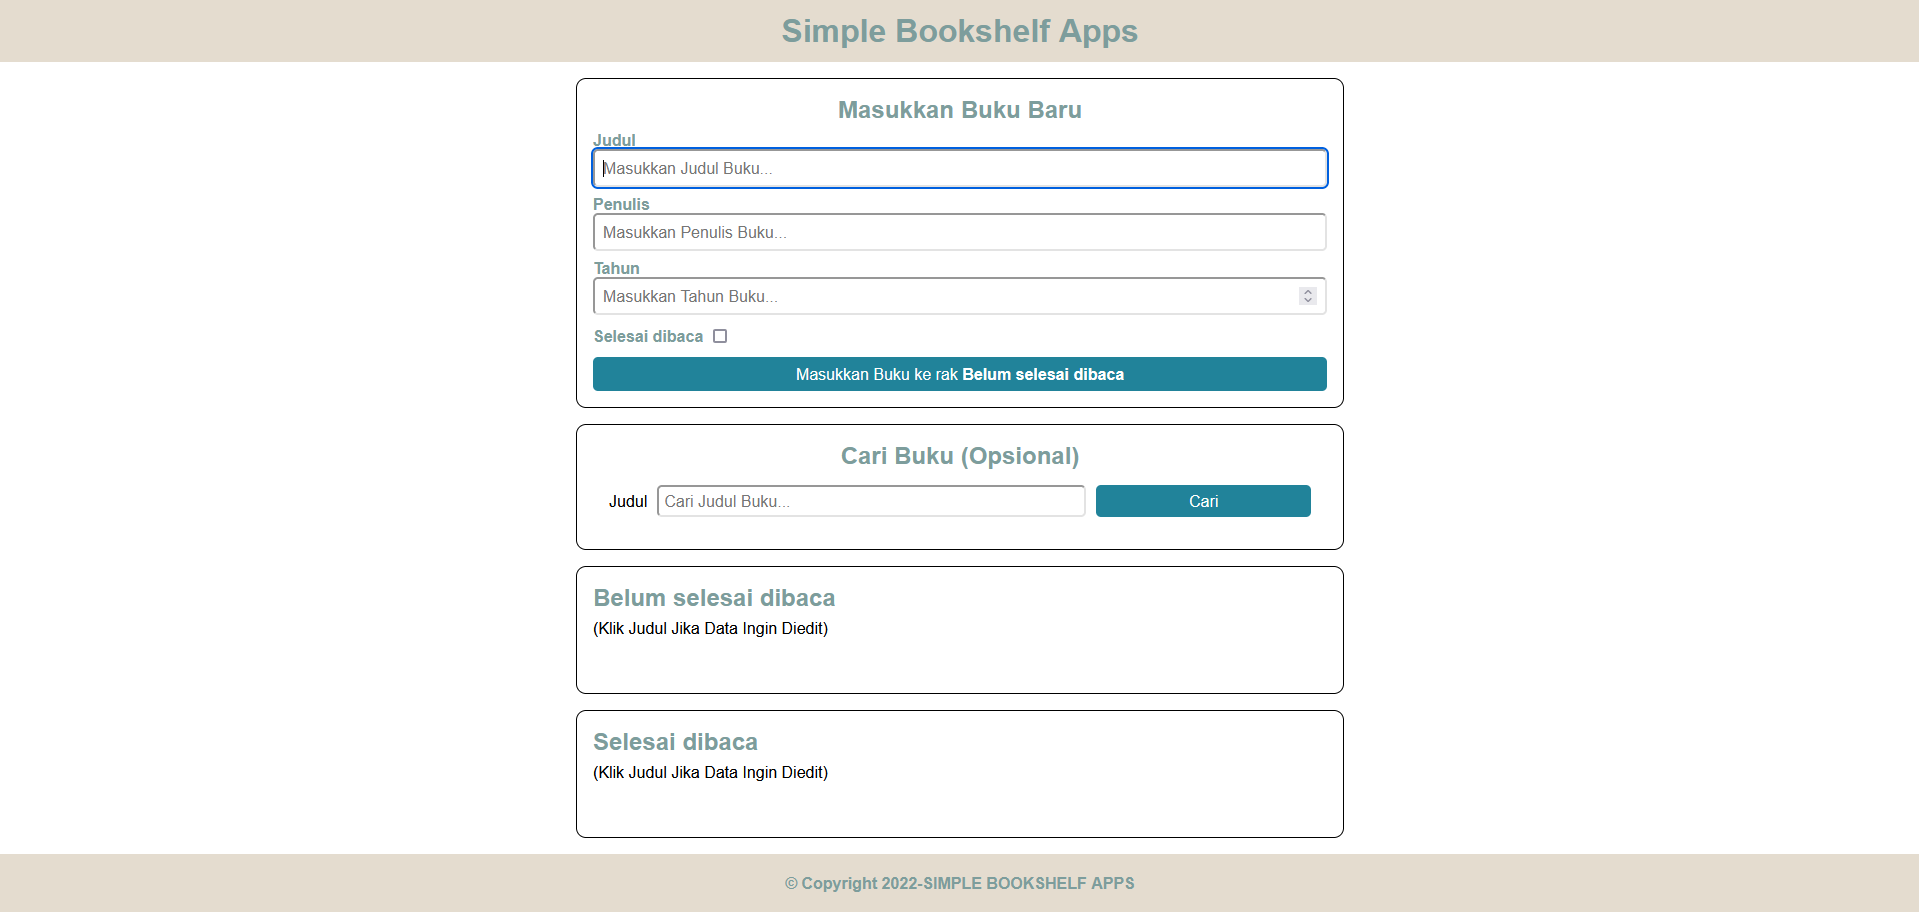 Simple Bookshelf Apps
Masukkan Buku Baru
Judul
Masukkan Judul Buku...
Penulis
Masukkan Penulis Buku...
Tahun
Masukkan Tahun Buku...
Selesai dibaca
Masukkan Buku ke rak Belum selesai dibaca
Cari Buku (Opsional)
Judul Cari Judul Buku... Cari
Belum selesai dibaca
(Klik Judul Jika Data Ingin Diedit)
Selesai dibaca
(Klik Judul Jika Data Ingin Diedit)
© Copyright 2022-SIMPLE BOOKSHELF APPS